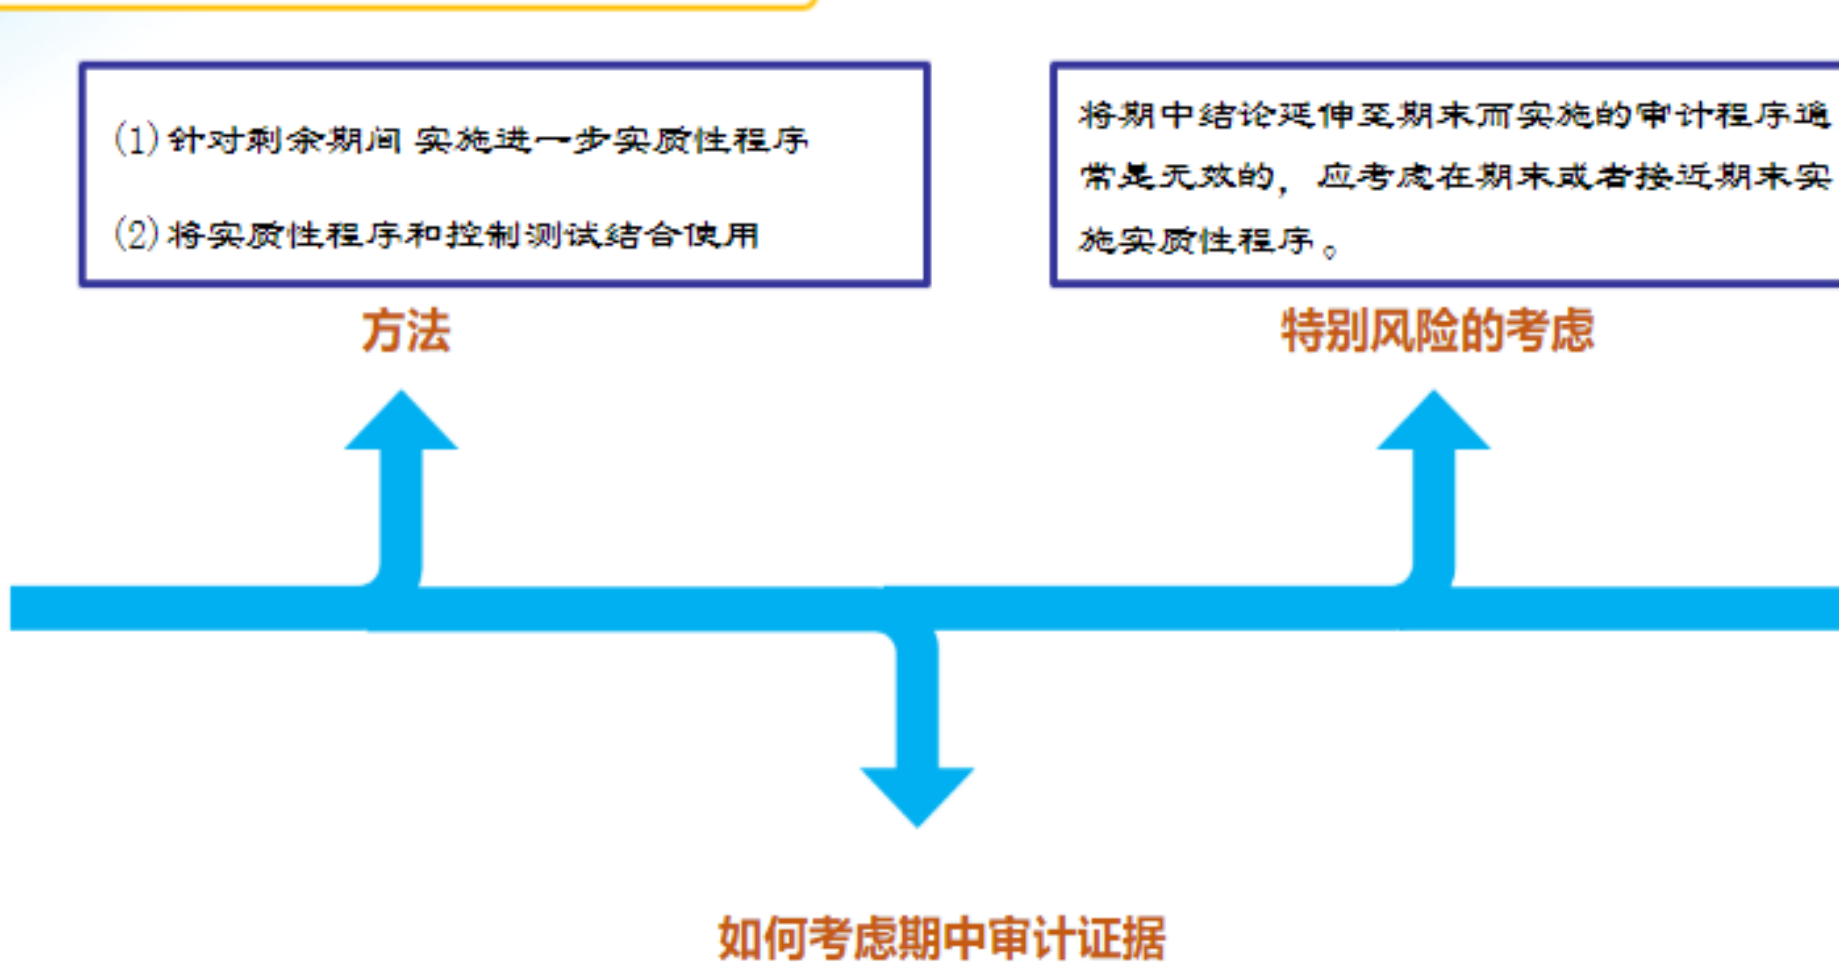 (1)针对剩余期间 实施进一步实质性程序
(2)将实质性程序和控制测试结合使用
将期中结论延伸至期末而实施的审计程序通
常是无效的，应考虑在期末或者接近期末实
施实质性程序。
方法
特别风险的考虑
如何考虑期中审计证据